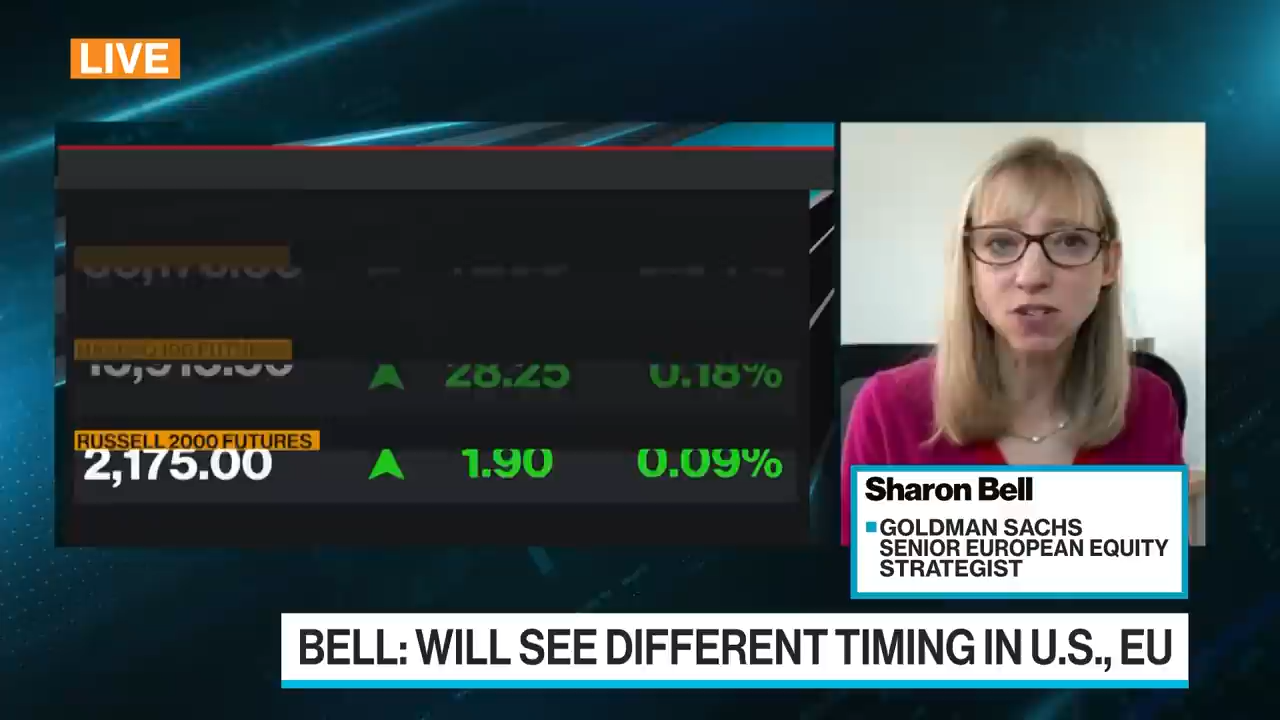 LIVE
28.25 0.18%
RUSSELL 2000 FUTURES
2,175.00 1.90 0.09%
Sharon Bell
GOLDMAN SACHS
SENIOR EUROPEAN EQUITY
STRATEGIST
BELL: WILL SEE DIFFERENT TIMING IN U.S., EU